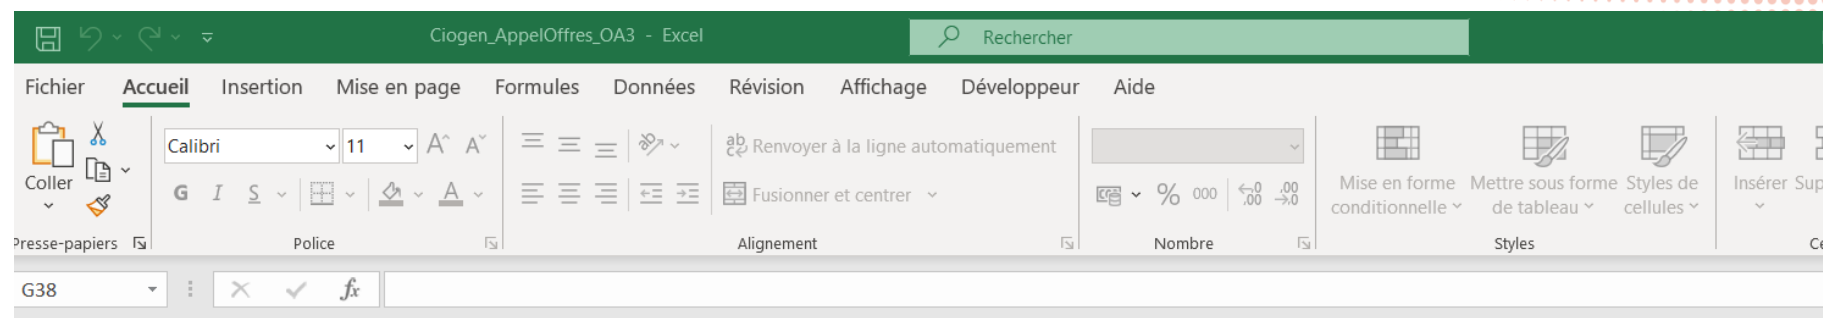 Ciogen_AppelOffres_OA3 - Excel
Rechercher
Fichier Accueil Insertion Mise en page Formules Données Révision Affichage Développeur Aide
Calibri 11
Renvoyer à la ligne automatiquement
Coller
G I S A
Fusionner et centrer
% 000
Mise en forme conditionnelle
Mettre sous forme de tableau
Styles de cellules
Insérer
Presse-papiers Police Alignement Nombre Styles
G38 fx